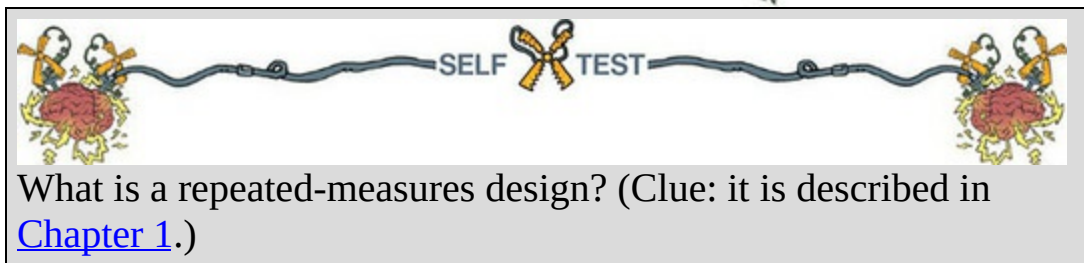 SELF TEST
What is a repeated-measures design? (Clue: it is described in
Chapter 1.)